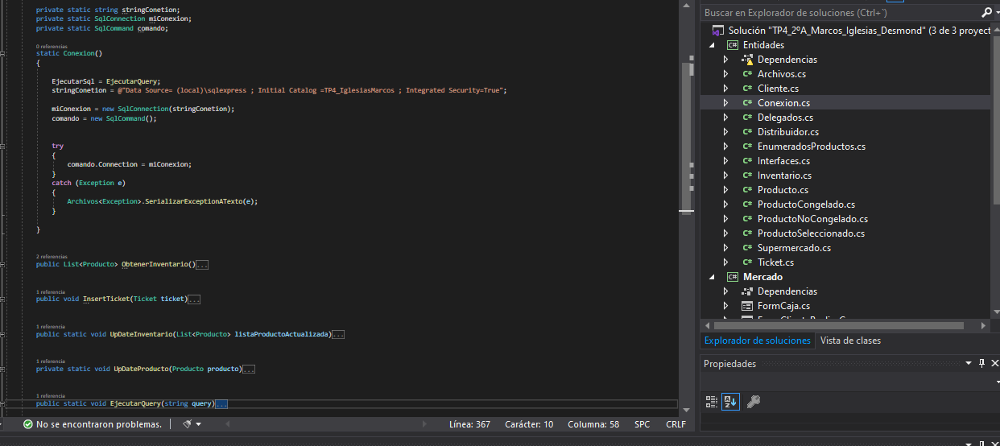 private static string stringConetion;
private static SqlConnection miConexion;
private static SqlCommand comando;
0 referencias
static Conexion()
{
EjecutarSql = EjecutarQuery;
stringConetion = @"Data Source= (local)\sqlexpress ; Initial Catalog =TP4_IglesiasMarcos ; Integrated Security=True";
miConexion = new SqlConnection(stringConetion);
comando = new SqlCommand();
try
{
comando.Connection = miConexion;
}
catch (Exception e)
{
Archivos<Exception>.SerializarExceptionATexto(e);
}
}
2 referencias
public List<Producto> ObtenerInventario()...
1 referencia
public void InsertTicket(Ticket ticket)...
1 referencia
public static void UpDateInventario(List<Producto> listaProductoActualizada)...
1 referencia
private static void UpDateProducto(Producto producto)...
1 referencia
public static void EjecutarQuery(string query)...
No se encontraron problemas.
Línea: 367
Carácter: 10
Columna: 58
SPC
CRLF
Buscar en Explorador de soluciones (Ctrl+`)
Solución "TP4_2ºA_Marcos_Iglesias_Desmond" (3 de 3 proyect
C# Entidades
Dependencias
C# Archivos.cs
C# Cliente.cs
C# Conexion.cs
C# Delegados.cs
C# Distribuidor.cs
C# EnumeradosProductos.cs
C# Interfaces.cs
C# Inventario.cs
C# Producto.cs
C# ProductoCongelado.cs
C# ProductoNoCongelado.cs
C# ProductoSeleccionado.cs
C# Supermercado.cs
C# Ticket.cs
C# Mercado
Dependencias
FormCaja.cs
Explorador de soluciones
Vista de clases
Propiedades